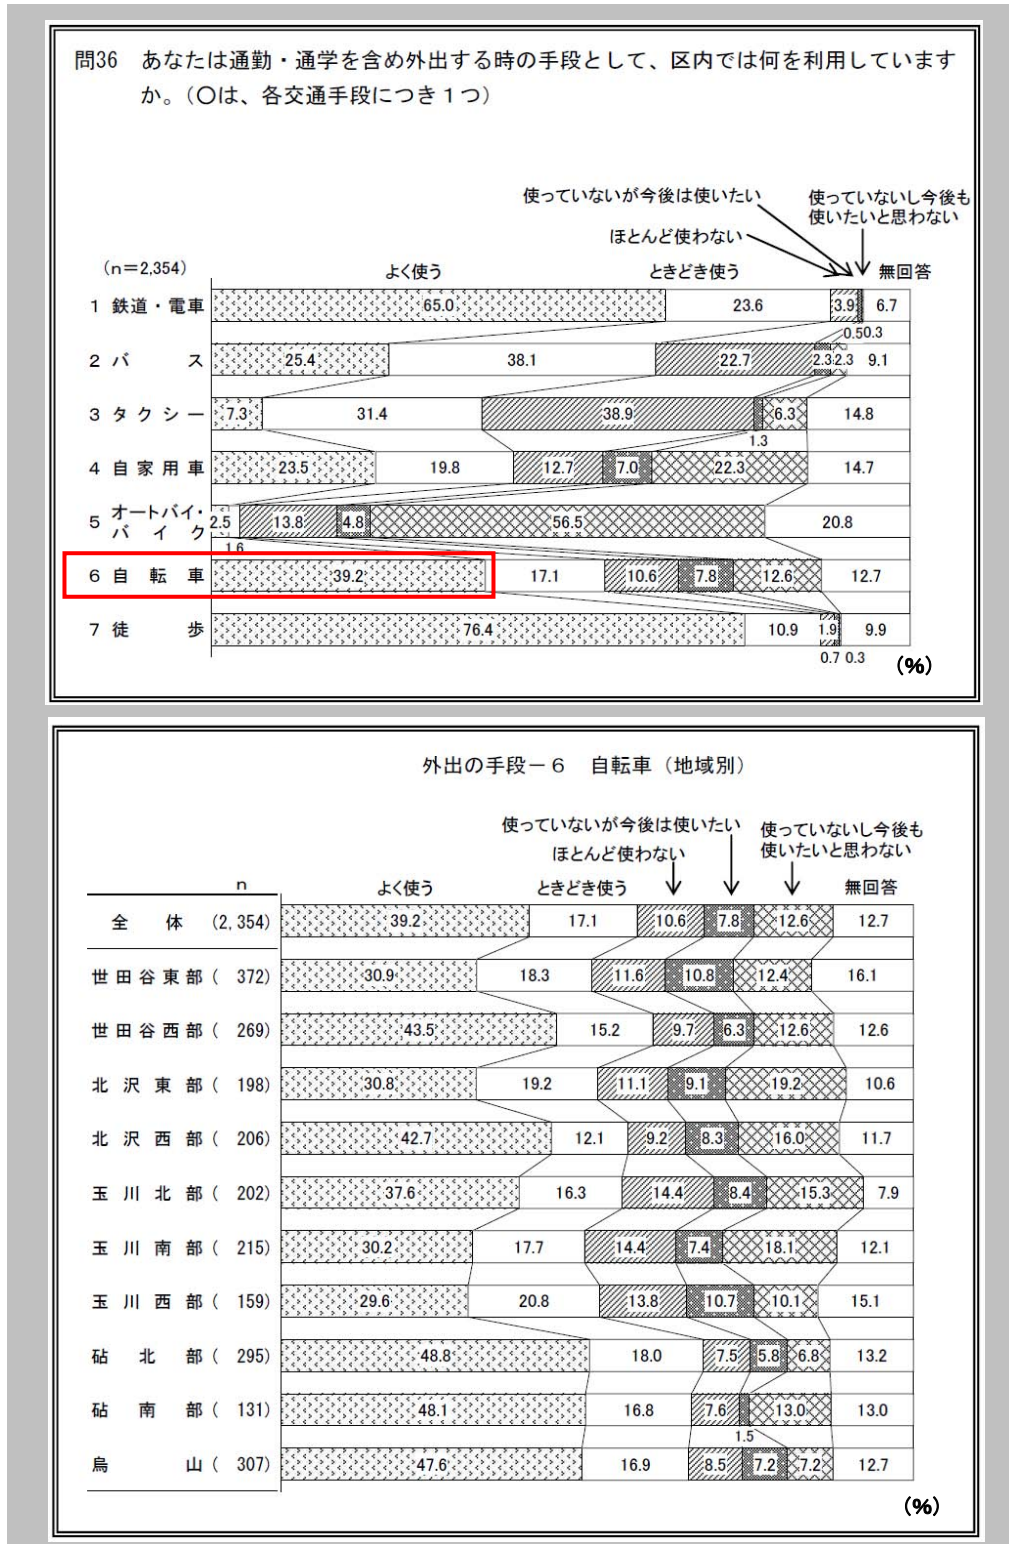 問36　あなたは通勤・通学を含め外出する時の手段として、区内では何を利用しています
か。（〇は、各交通手段につき１つ）
使っていないが今後は使いたい
使っていないし今後も
使いたいと思わない
ほとんど使わない
（n＝2,354）　よく使う　ときどき使う　無回答
1 鉄道・電車 65.0 23.6 3.9 6.7
0.5 0.3
2 バス 25.4 38.1 22.7 2.3 2.3 9.1
3 タクシー 7.3 31.4 38.9 6.3 14.8
1.3
4 自家用車 23.5 19.8 12.7 7.0 22.3 14.7
5 オートバイ・
バイク 2.5 13.8 4.8 56.5 20.8
1.6
6 自転車 39.2 17.1 10.6 7.8 12.6 12.7
7 徒歩 76.4 10.9 1.9 9.9
0.7 0.3
（%）
外出の手段－６　自転車（地域別）
使っていないが今後は使いたい
使っていないし今後も
使いたいと思わない
ほとんど使わない
n　よく使う　ときどき使う　無回答
全体 (2,354) 39.2 17.1 10.6 7.8 12.6 12.7
世田谷東部 ( 372) 30.9 18.3 11.6 10.8 12.4 16.1
世田谷西部 ( 269) 43.5 15.2 9.7 6.3 12.6 12.6
北沢東部 ( 198) 30.8 19.2 11.1 9.1 19.2 10.6
北沢西部 ( 206) 42.7 12.1 9.2 8.3 16.0 11.7
玉川北部 ( 202) 37.6 16.3 14.4 8.4 15.3 7.9
玉川南部 ( 215) 30.2 17.7 14.4 7.4 18.1 12.1
玉川西部 ( 159) 29.6 20.8 13.8 10.7 10.1 15.1
砧北部 ( 295) 48.8 18.0 7.5 5.8 6.8 13.2
砧南部 ( 131) 48.1 16.8 7.6 13.0 13.0
1.5
烏山 ( 307) 47.6 16.9 8.5 7.2 7.2 12.7
（%）